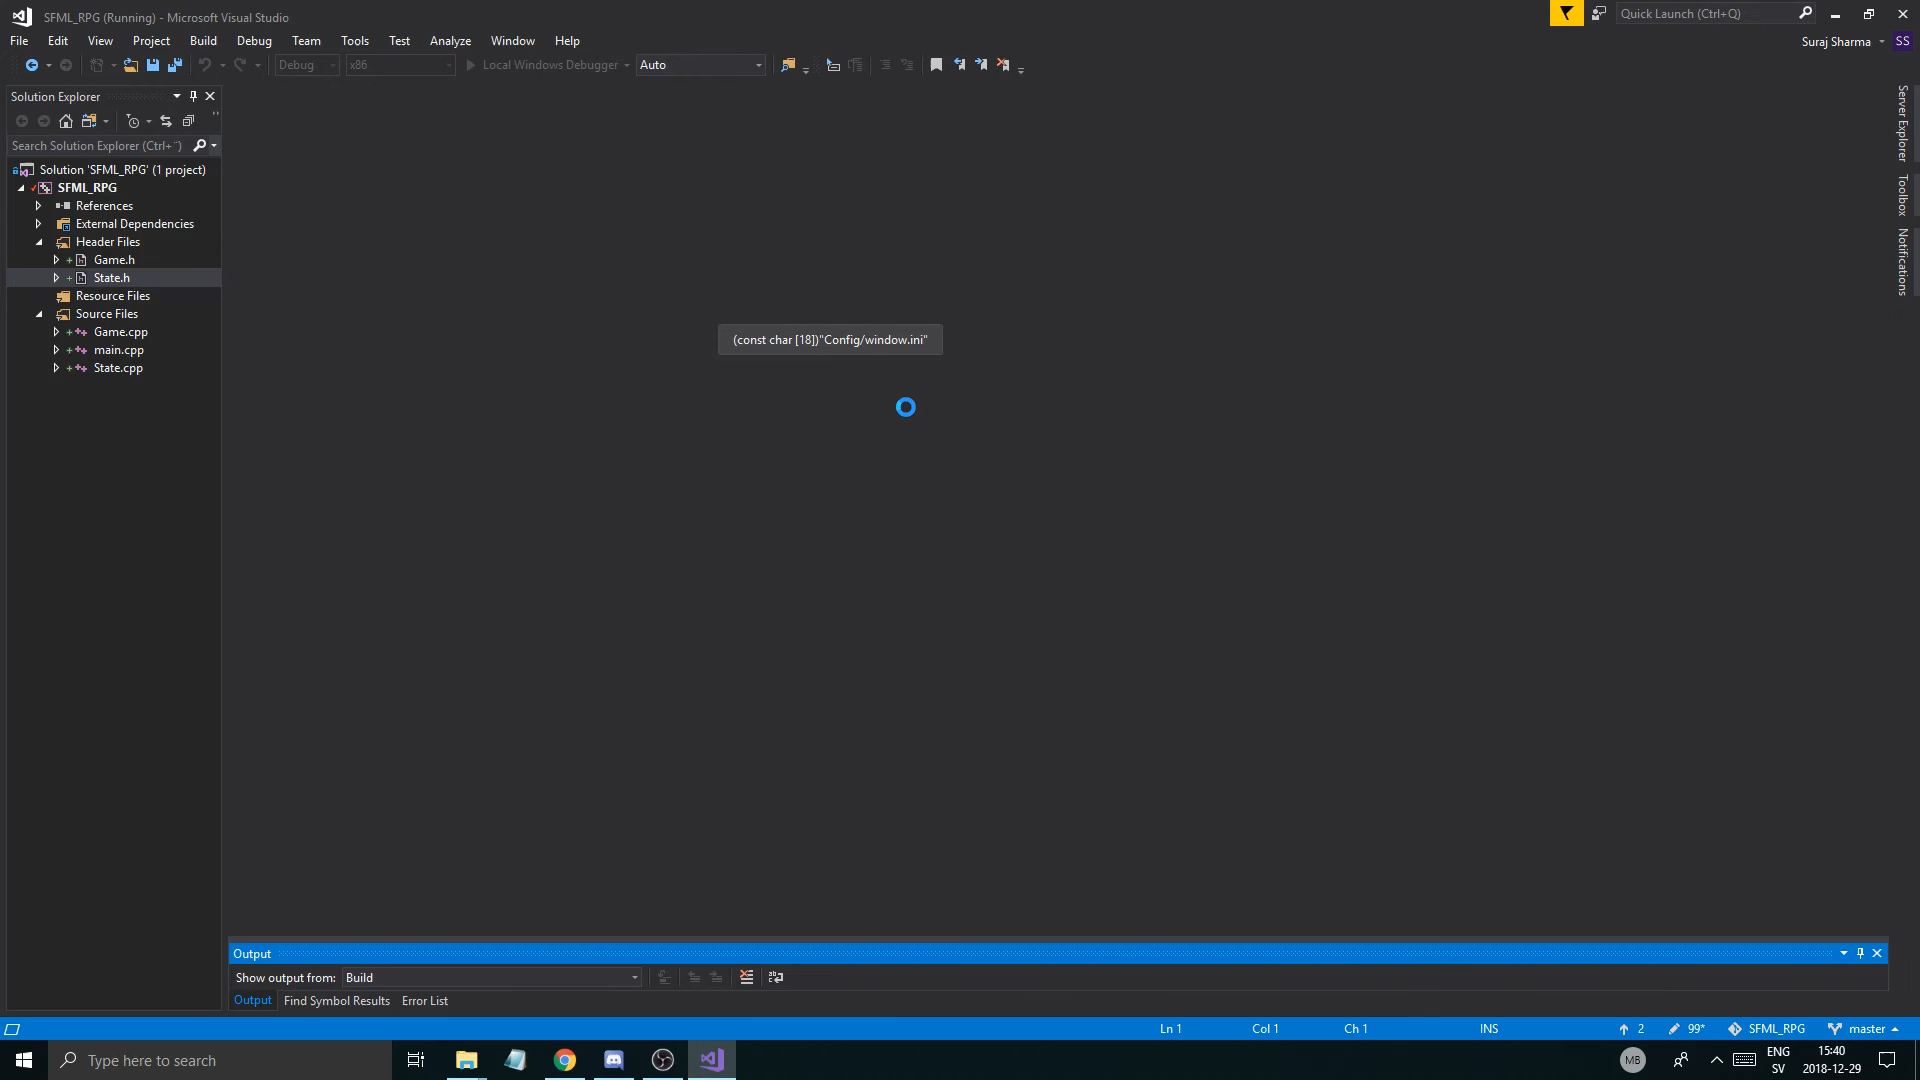 SFML_RPG (Running) - Microsoft Visual Studio
Quick Launch (Ctrl+Q)
File Edit View Project Build Debug Team Tools Test Analyze Window Help
Suraj Sharma SS
Debug x86 Local Windows Debugger Auto
Solution Explorer
Search Solution Explorer (Ctrl+¨)
Solution 'SFML_RPG' (1 project)
SFML_RPG
References
External Dependencies
Header Files
Game.h
State.h
Resource Files
Source Files
Game.cpp
main.cpp
State.cpp
(const char [18])"Config/window.ini"
Server Explorer
Toolbox
Notifications
Output
Show output from: Build
Output Find Symbol Results Error List
Ln 1 Col 1 Ch 1 INS 2 99* SFML_RPG master
Type here to search
MB
ENG
SV
15:40
2018-12-29